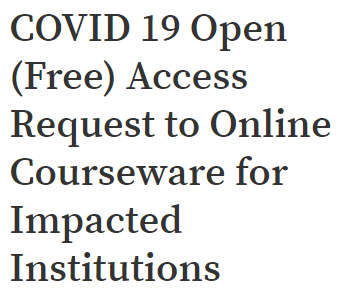 COVID 19 Open
(Free) Access
Request to Online
Courseware for
Impacted
Institutions